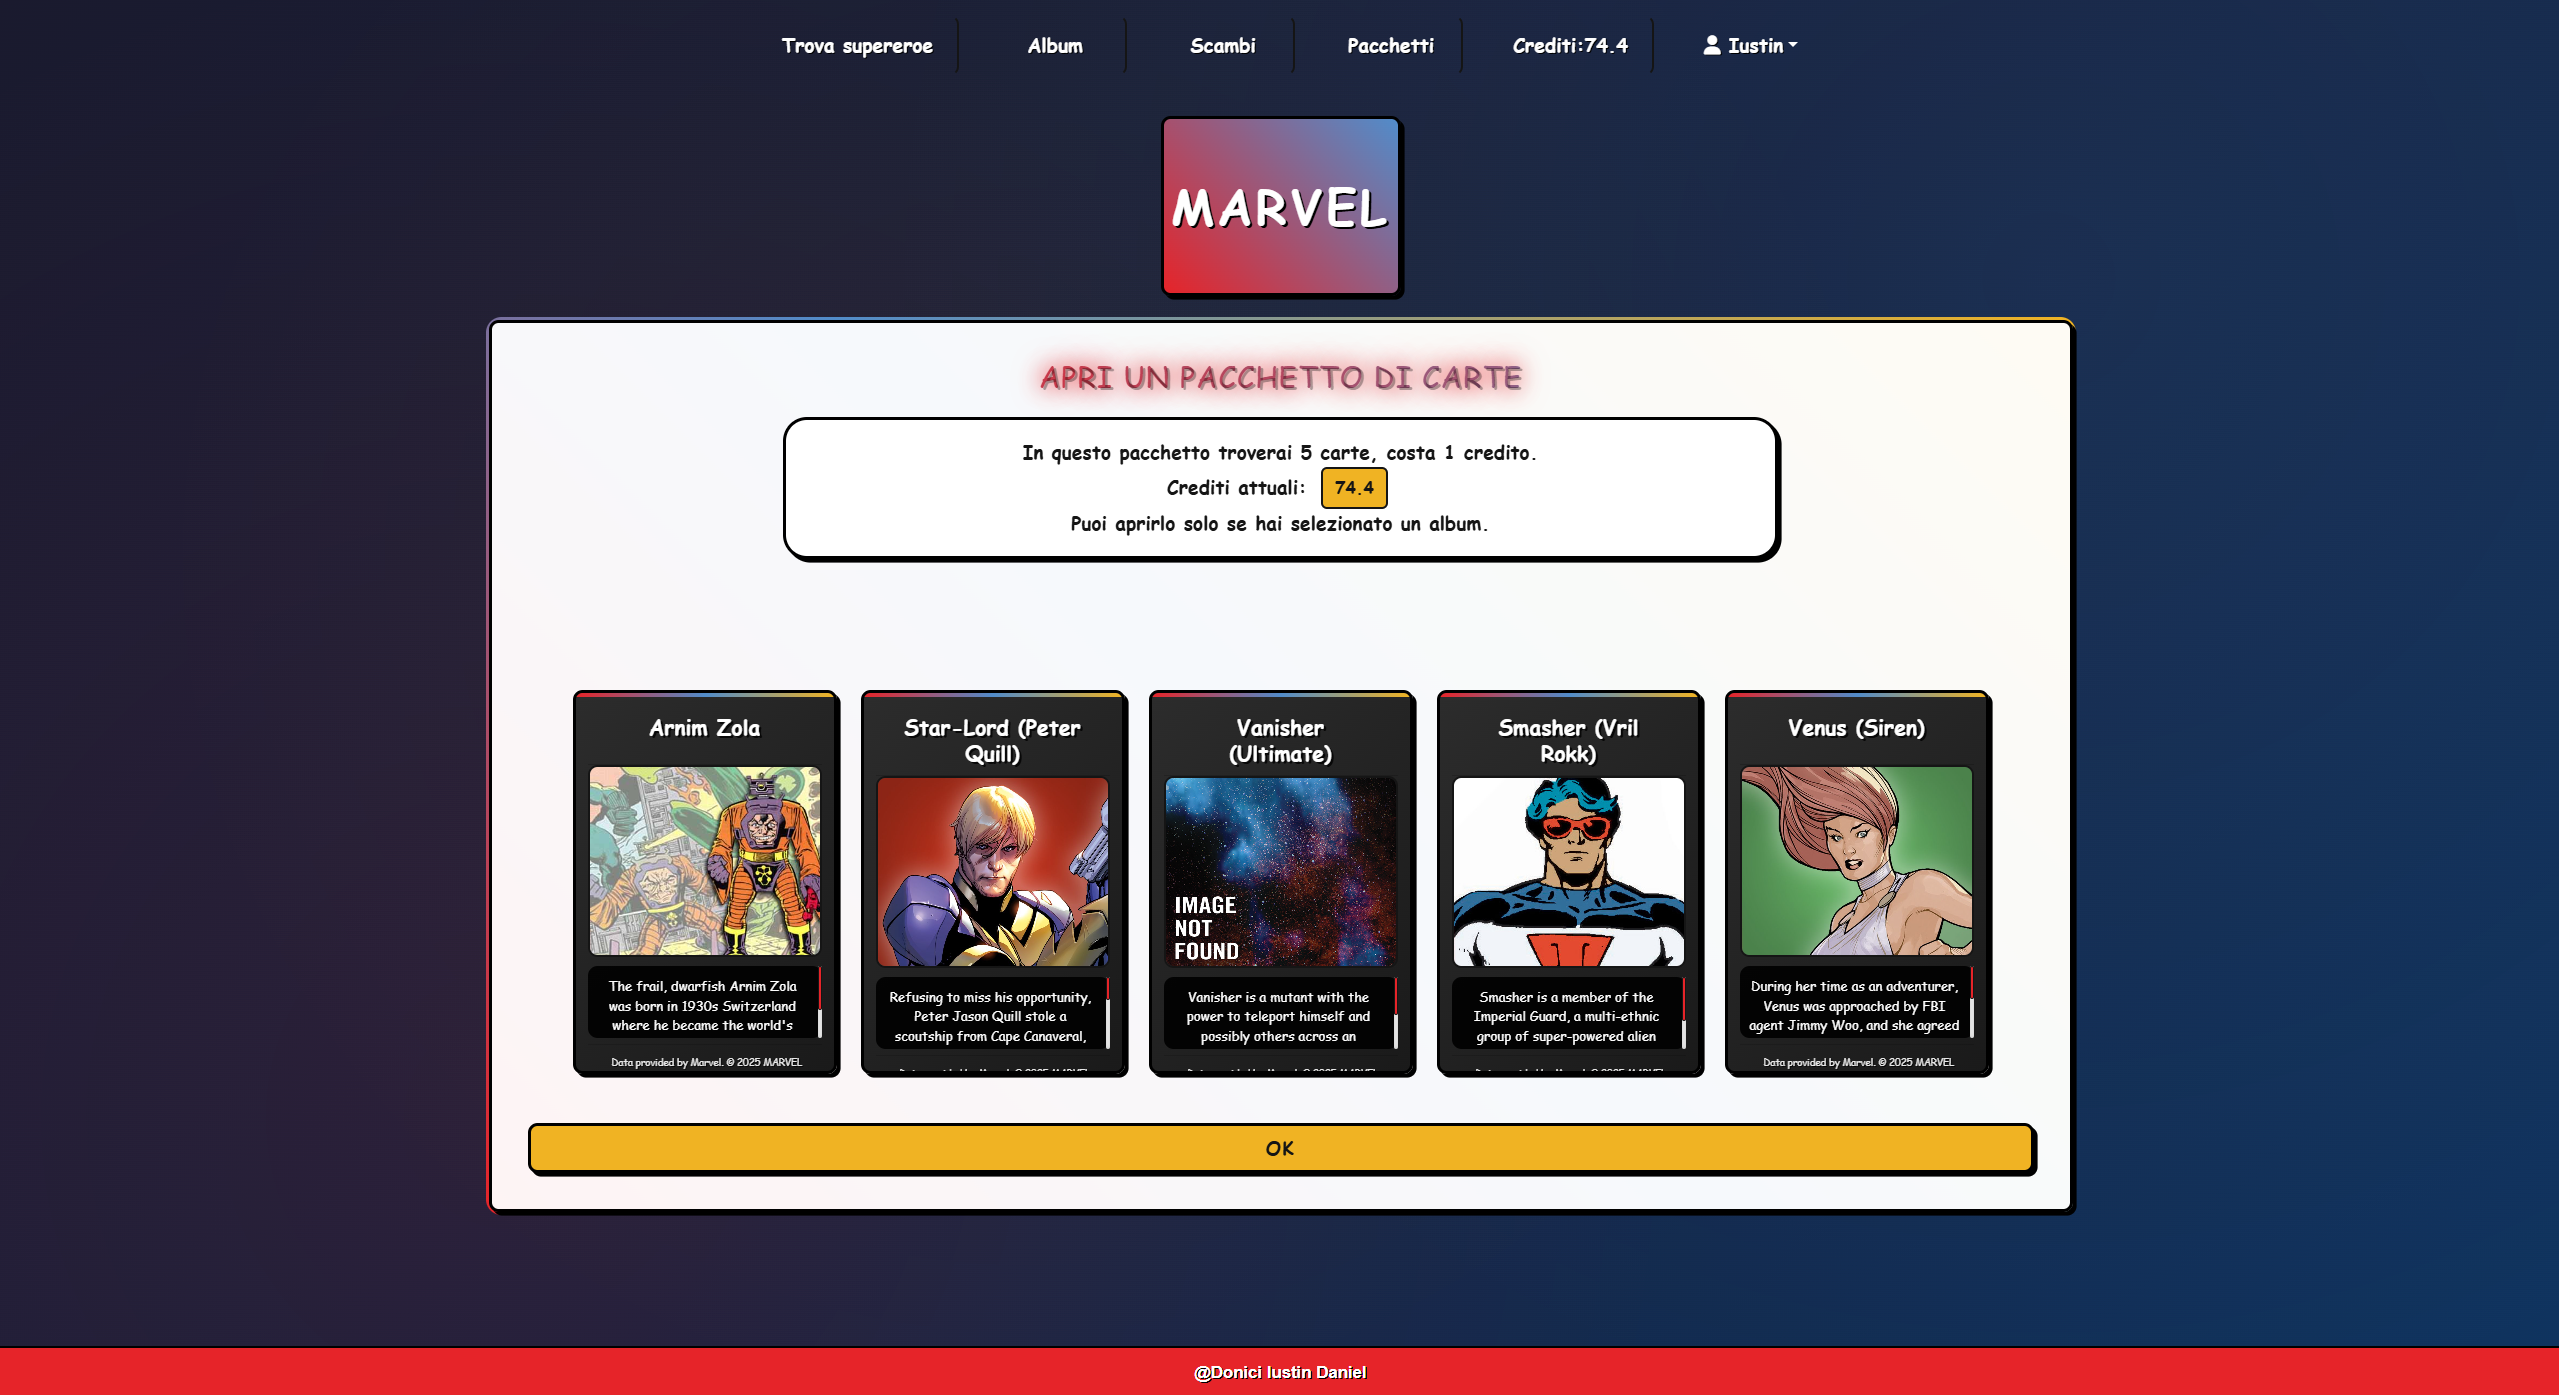 Trova supereroe
Album
Scambi
Pacchetti
Crediti:74.4
Iustin
MARVEL
APRI UN PACCHETTO DI CARTE
In questo pacchetto troverai 5 carte, costa 1 credito.
Crediti attuali: 74.4
Puoi aprirlo solo se hai selezionato un album.
Arnim Zola
The frail, dwarfish Arnim Zola
was born in 1930s Switzerland
where he became the world's
Data provided by Marvel. © 2025 MARVEL
Star-Lord (Peter
Quill)
Refusing to miss his opportunity,
Peter Jason Quill stole a
scoutship from Cape Canaveral,
Vanisher
(Ultimate)
IMAGE
NOT
FOUND
Vanisher is a mutant with the
power to teleport himself and
possibly others across an
Smasher (Vril
Rokk)
Smasher is a member of the
Imperial Guard, a multi-ethnic
group of super-powered alien
Venus (Siren)
During her time as an adventurer,
Venus was approached by FBI
agent Jimmy Woo, and she agreed
Data provided by Marvel. © 2025 MARVEL
OK
@Donici Iustin Daniel